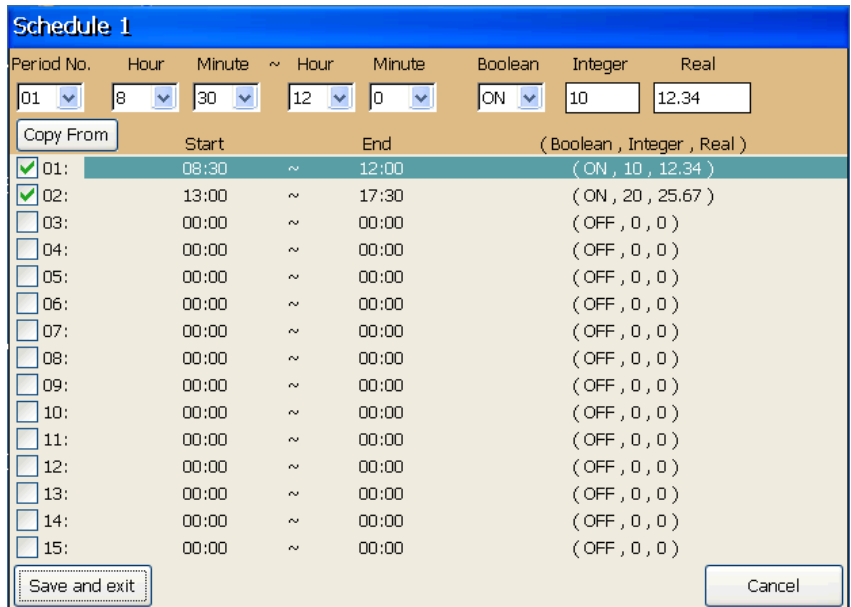 Schedule 1
Period No. Hour Minute ~ Hour Minute Boolean Integer Real
01 8 30 12 0 ON 10 12.34
Copy From Start End ( Boolean , Integer , Real )
01: 08:30 ~ 12:00 ( ON , 10 , 12.34 )
02: 13:00 ~ 17:30 ( ON , 20 , 25.67 )
03: 00:00 ~ 00:00 ( OFF , 0 , 0 )
04: 00:00 ~ 00:00 ( OFF , 0 , 0 )
05: 00:00 ~ 00:00 ( OFF , 0 , 0 )
06: 00:00 ~ 00:00 ( OFF , 0 , 0 )
07: 00:00 ~ 00:00 ( OFF , 0 , 0 )
08: 00:00 ~ 00:00 ( OFF , 0 , 0 )
09: 00:00 ~ 00:00 ( OFF , 0 , 0 )
10: 00:00 ~ 00:00 ( OFF , 0 , 0 )
11: 00:00 ~ 00:00 ( OFF , 0 , 0 )
12: 00:00 ~ 00:00 ( OFF , 0 , 0 )
13: 00:00 ~ 00:00 ( OFF , 0 , 0 )
14: 00:00 ~ 00:00 ( OFF , 0 , 0 )
15: 00:00 ~ 00:00 ( OFF , 0 , 0 )
Save and exit Cancel